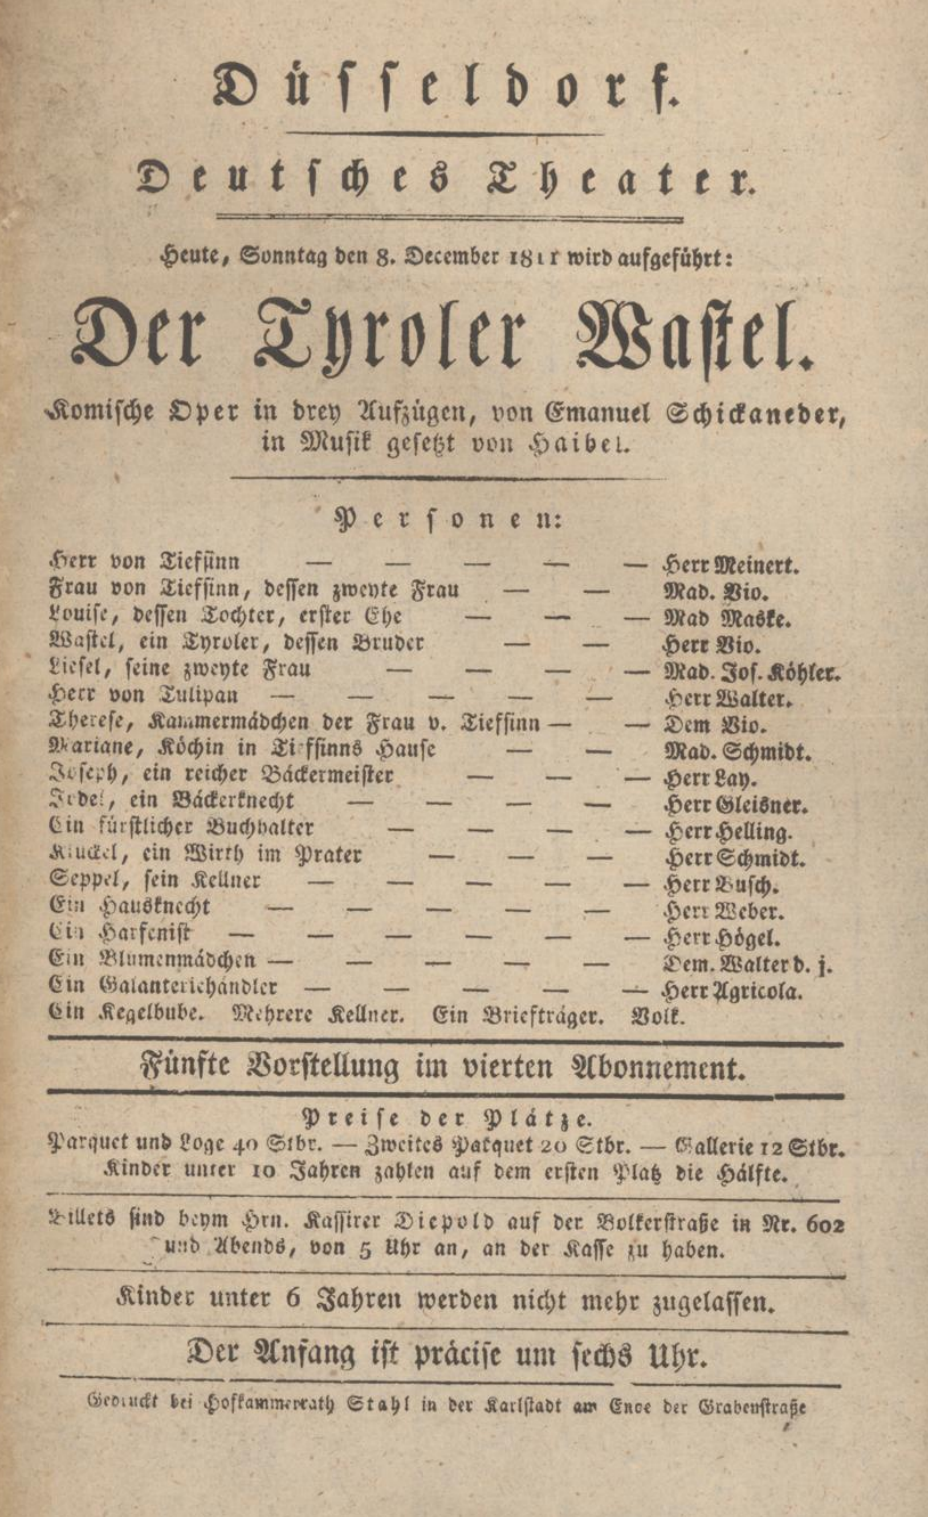 Düsseldorf.
Deutsches Theater.
Heute, Sonntag den 8. December 1811 wird aufgeführt:
Der Tyroler Wastel.
Komische Oper in drey Aufzügen, von Emanuel Schickaneder,
in Musik gesetzt von Haibel.
Personen:
Herr von Tiefsinn — — — — — Herr Meinert.
Frau von Tiefsinn, dessen zweyte Frau — — Mad. Vio.
Louise, dessen Tochter, erster Ehe — — — Mad Maske.
Wastel, ein Tyroler, dessen Bruder — — Herr Vio.
Liesel, seine zweyte Frau — — — — Mad. Jos. Köhler.
Herr von Tulipan — — — — — Herr Walter.
Therese, Kammermädchen der Frau v. Tiefsinn — — Dem Vio.
Mariane, Köchin in Tiefsinns Hause — — Mad. Schmidt.
Joseph, ein reicher Bäckermeister — — — Herr Lay.
Jodel, ein Bäckerknecht — — — — Herr Gleisner.
Ein fürstlicher Buchhalter — — — — Herr Helling.
ein Wirth im Prater — — — Herr Schmidt.
Seppel, sein Kellner — — — — — Herr Busch.
Ein Hausknecht — — — — — Herr Weber.
Ein Harfenist — — — — — — Herr Högel.
Ein Blumenmädchen — — — — — Dem. Walter d. j.
Ein Galanteriehändler — — — — — Herr Agricola.
Ein Kegelbube. Mehrere Kellner. Ein Briefträger. Volk.
Fünfte Vorstellung im vierten Abonnement.
Preise der Plätze.
Parquet und Loge 40 Stbr. — Zweites Parquet 20 Stbr. — Gallerie 12 Stbr.
Kinder unter 10 Jahren zahlen auf dem ersten Platz die Hälfte.
Billets sind beym Hrn. Kassirer Diepold auf der Bolkerstraße in Nr. 602
und Abends, von 5 Uhr an, an der Kasse zu haben.
Kinder unter 6 Jahren werden nicht mehr zugelassen.
Der Anfang ist präcise um sechs Uhr.
Gedruckt bei Hofkammerrath Stahl in der Karlstadt am Ende der Grabenstraße